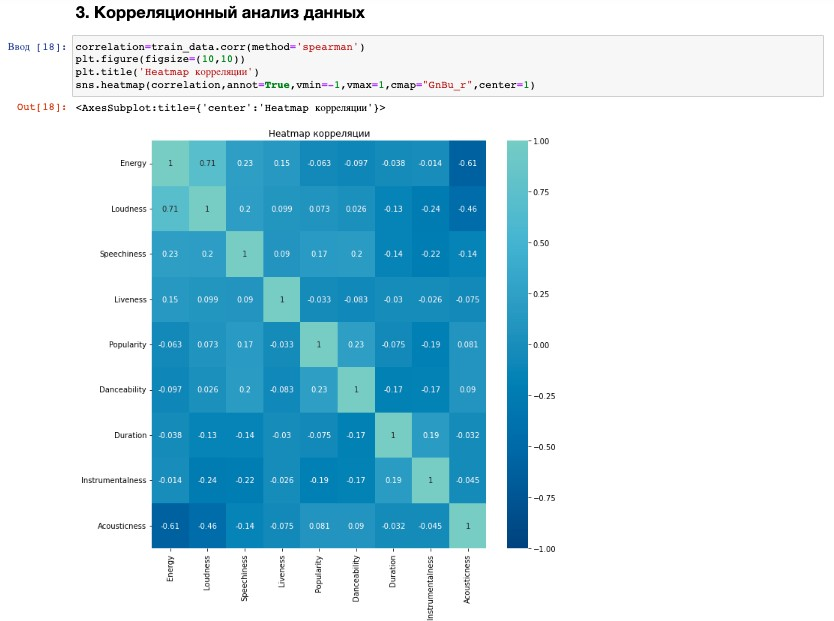 3. Корреляционный анализ данных
Ввод [18]:
correlation=train_data.corr(method='spearman')
plt.figure(figsize=(10,10))
plt.title('Heatmap корреляции')
sns.heatmap(correlation,annot=True,vmin=-1,vmax=1,cmap="GnBu_r",center=1)
Out[18]: <AxesSubplot:title={'center':'Heatmap корреляции'}>
Heatmap корреляции
Energy 1 0.71 0.23 0.15 -0.063 -0.097 -0.038 -0.014 -0.61
Loudness 0.71 1 0.2 0.099 0.073 0.026 -0.13 -0.24 -0.46
Speechiness 0.23 0.2 1 0.09 0.17 0.2 -0.14 -0.22 -0.14
Liveness 0.15 0.099 0.09 1 -0.033 -0.083 -0.03 -0.026 -0.075
Popularity -0.063 0.073 0.17 -0.033 1 0.23 -0.075 -0.19 0.081
Danceability -0.097 0.026 0.2 -0.083 0.23 1 -0.17 -0.17 0.09
Duration -0.038 -0.13 -0.14 -0.03 -0.075 -0.17 1 0.19 -0.032
Instrumentalness -0.014 -0.24 -0.22 -0.026 -0.19 -0.17 0.19 1 -0.045
Acousticness -0.61 -0.46 -0.14 -0.075 0.081 0.09 -0.032 -0.045 1
Energy
Loudness
Speechiness
Liveness
Popularity
Danceability
Duration
Instrumentalness
Acousticness
1.00
0.75
0.50
0.25
0.00
-0.25
-0.50
-0.75
-1.00